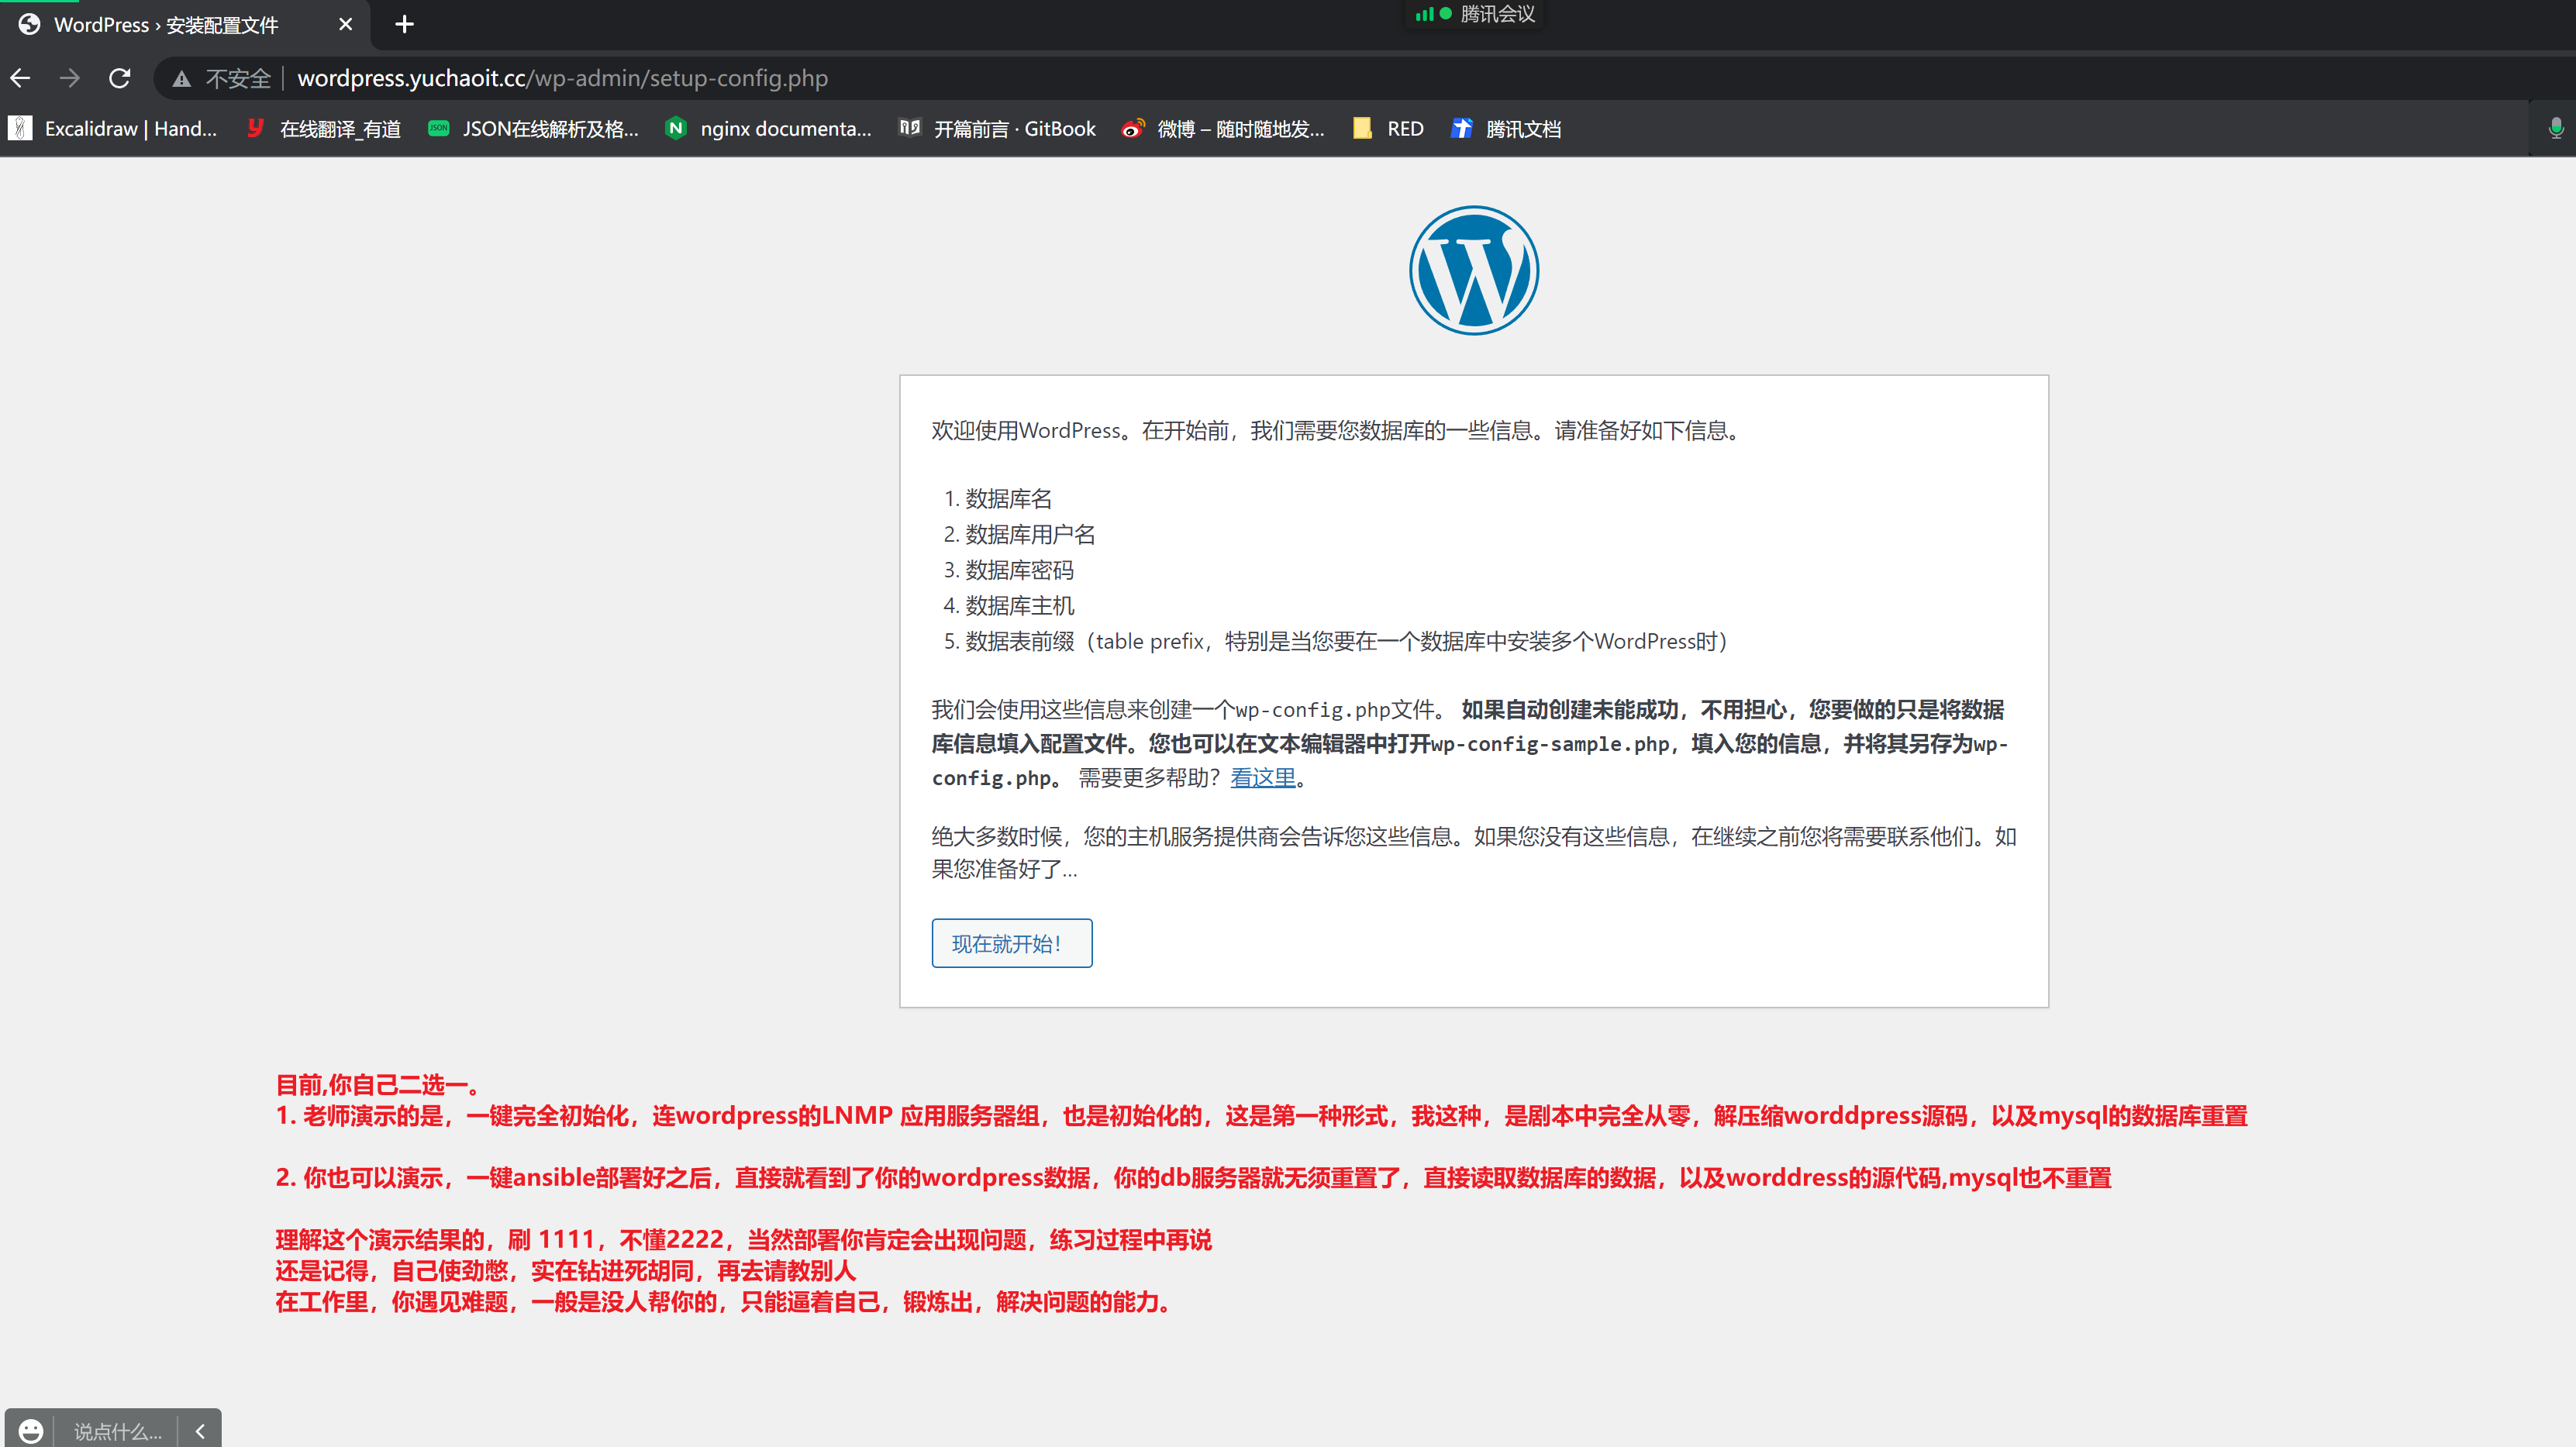 WordPress › 安装配置文件
腾讯会议
不安全 wordpress.yuchaoit.cc/wp-admin/setup-config.php
Excalidraw | Hand... 在线翻译_有道 JSON在线解析及格... nginx documenta... 开篇前言 · GitBook 微博 – 随时随地发... RED 腾讯文档
欢迎使用WordPress。在开始前，我们需要您数据库的一些信息。请准备好如下信息。
1. 数据库名
2. 数据库用户名
3. 数据库密码
4. 数据库主机
5. 数据表前缀（table prefix，特别是当您要在一个数据库中安装多个WordPress时）
我们会使用这些信息来创建一个wp-config.php文件。 如果自动创建未能成功，不用担心，您要做的只是将数据
库信息填入配置文件。您也可以在文本编辑器中打开wp-config-sample.php，填入您的信息，并将其另存为wp-
config.php。 需要更多帮助？看这里。
绝大多数时候，您的主机服务提供商会告诉您这些信息。如果您没有这些信息，在继续之前您将需要联系他们。如
果您准备好了...
现在就开始！
目前,你自己二选一。
1. 老师演示的是，一键完全初始化，连wordpress的LNMP 应用服务器组，也是初始化的，这是第一种形式，我这种，是剧本中完全从零，解压缩worddpress源码，以及mysql的数据库重置
2. 你也可以演示，一键ansible部署好之后，直接就看到了你的wordpress数据，你的db服务器就无须重置了，直接读取数据库的数据，以及worddress的源代码,mysql也不重置
理解这个演示结果的，刷 1111，不懂2222，当然部署你肯定会出现问题，练习过程中再说
还是记得，自己使劲憋，实在钻进死胡同，再去请教别人
在工作里，你遇见难题，一般是没人帮你的，只能逼着自己，锻炼出，解决问题的能力。
说点什么...